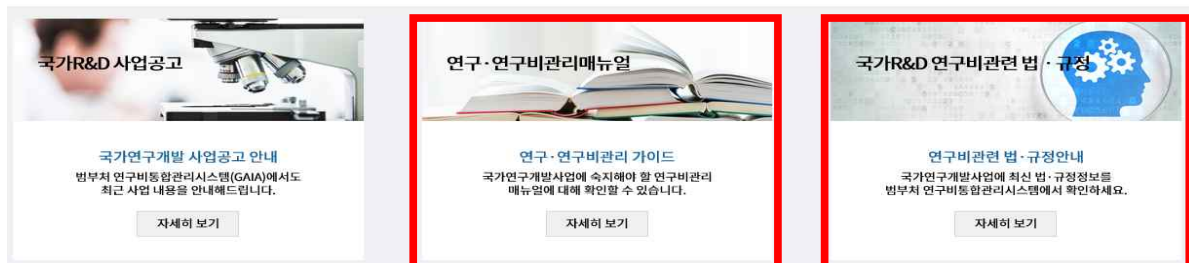 국가R&D 사업공고
국가연구개발 사업공고 안내
범부처 연구비통합관리시스템(GAIA)에서도
최근 사업 내용을 안내해드립니다.
자세히 보기
연구·연구비관리매뉴얼
연구·연구비관리 가이드
국가연구개발사업에 숙지해야 할 연구비관리
매뉴얼에 대해 확인할 수 있습니다.
자세히 보기
국가R&D 연구비관련 법·규정
연구비관련 법·규정안내
국가연구개발사업에 최신 법·규정정보를
범부처 연구비통합관리시스템에서 확인하세요.
자세히 보기